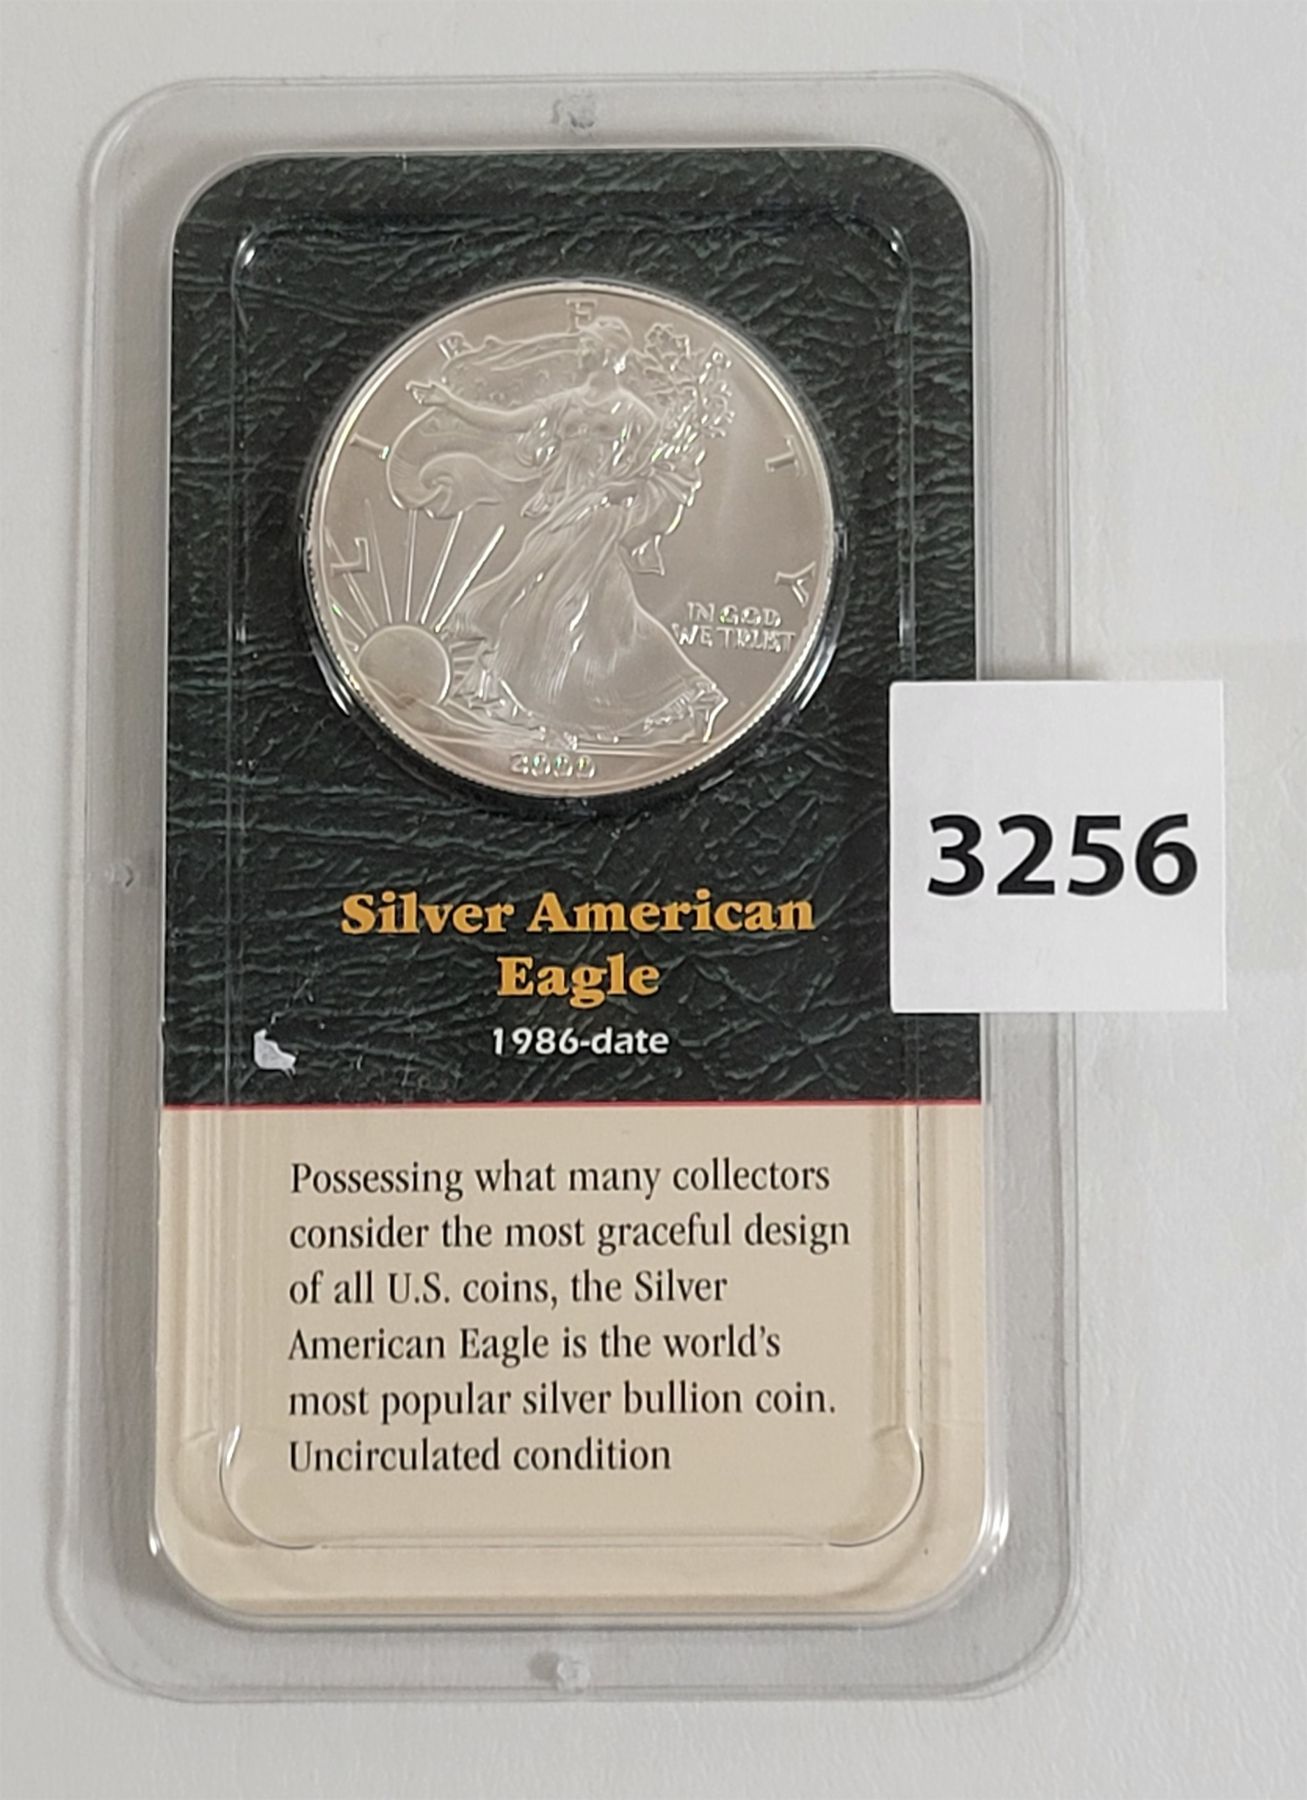 LIBERTY
IN GOD
WE TRUST
2000
3256
Silver American
Eagle
1986-date
Possessing what many collectors
consider the most graceful design
of all U.S. coins, the Silver
American Eagle is the world's
most popular silver bullion coin.
Uncirculated condition